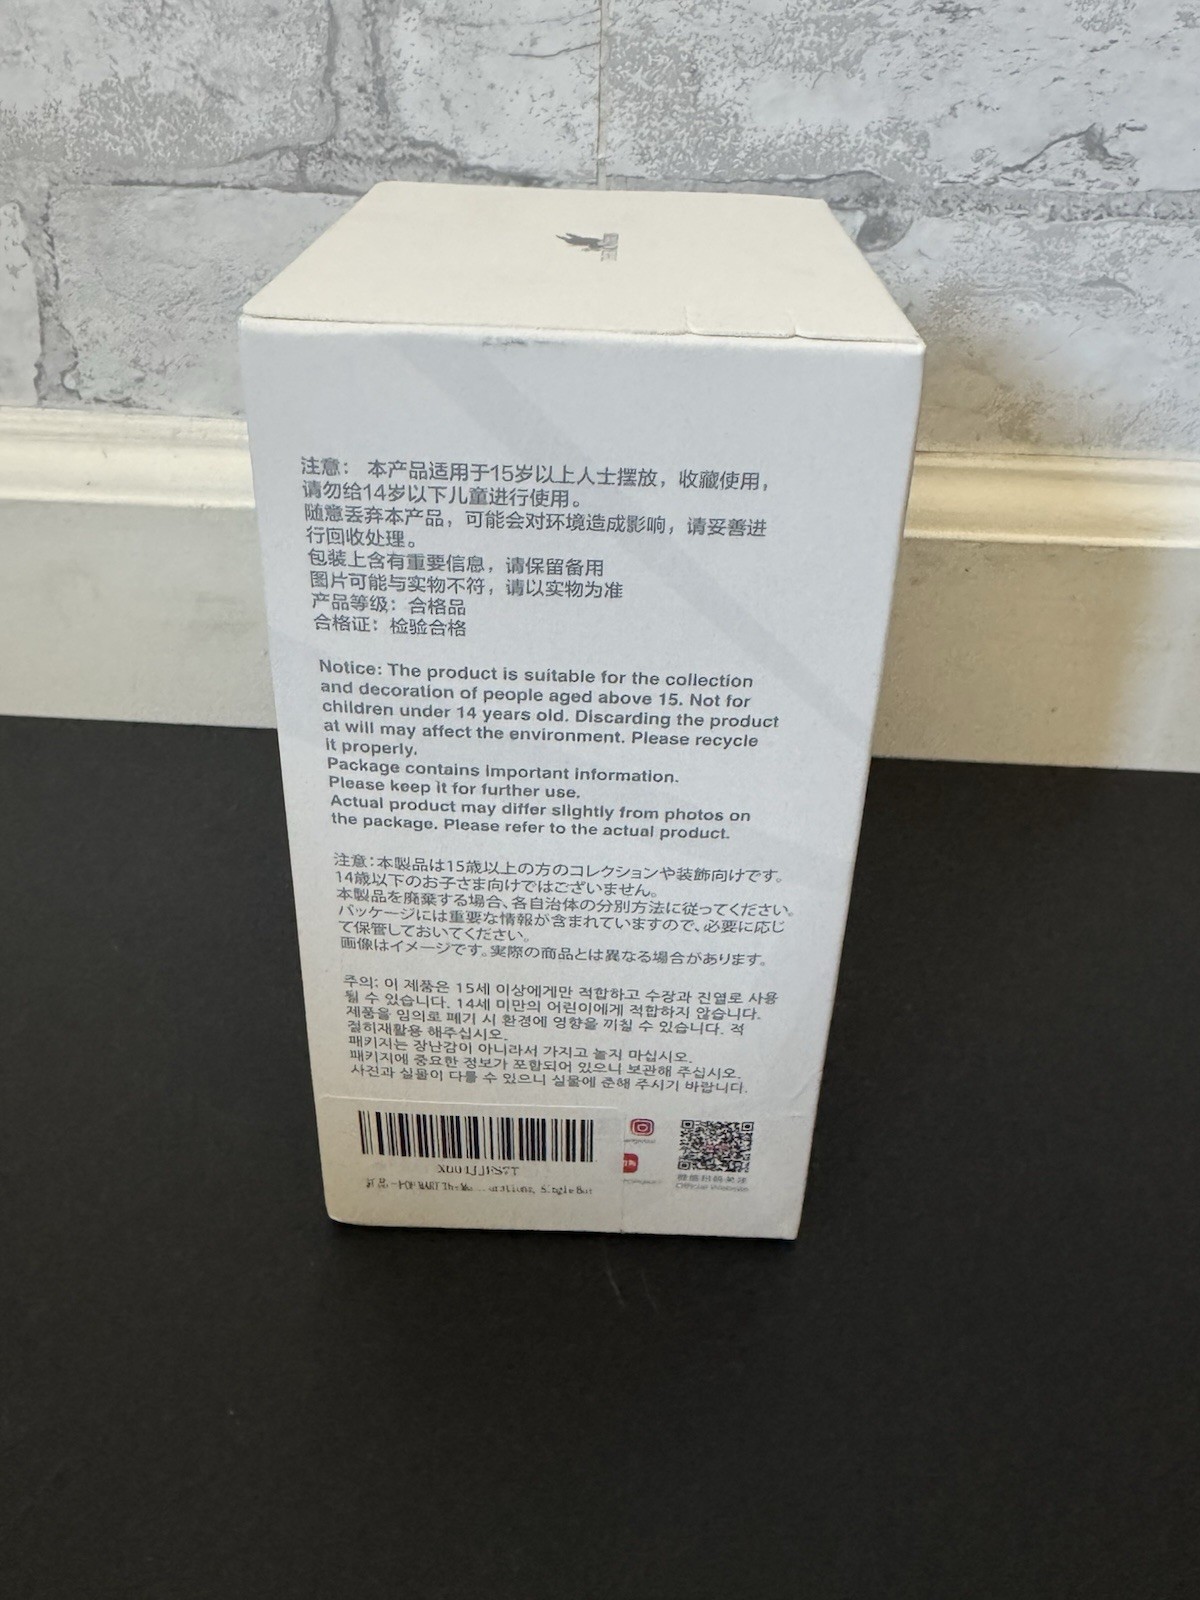 注意： 本产品适用于15岁以上人士摆放，收藏使用，
请勿给14岁以下儿童进行使用。
随意丢弃本产品，可能会对环境造成影响，请妥善进
行回收处理。
包装上含有重要信息，请保留备用
图片可能与实物不符，请以实物为准
产品等级：合格品
合格证：检验合格
Notice: The product is suitable for the collection
and decoration of people aged above 15. Not for
children under 14 years old. Discarding the product
at will may affect the environment. Please recycle
it properly.
Package contains important information.
Please keep it for further use.
Actual product may differ slightly from photos on
the package. Please refer to the actual product.
注意：本製品は15歳以上の方のコレクションや装飾向けです。
14歳以下のお子さま向けではございません。
本製品を廃棄する場合、各自治体の分別方法に従ってください。
パッケージには重要な情報が含まれていますので、必要に応じ
て保管しておいてください。
画像はイメージです。実際の商品とは異なる場合があります。
주의: 이 제품은 15세 이상에게만 적합하고 수장과 진열로 사용
될 수 있습니다. 14세 미만의 어린이에게 적합하지 않습니다.
제품을 임의로 폐기 시 환경에 영향을 끼칠 수 있습니다. 적
절히재활용 해주십시오.
패키지는 장난감이 아니라서 가지고 놀지 마십시오.
패키지에 중요한 정보가 포함되어 있으니 보관해 주십시오.
사진과 실물이 다를 수 있으니 실물에 준해 주시기 바랍니다.
POP MART